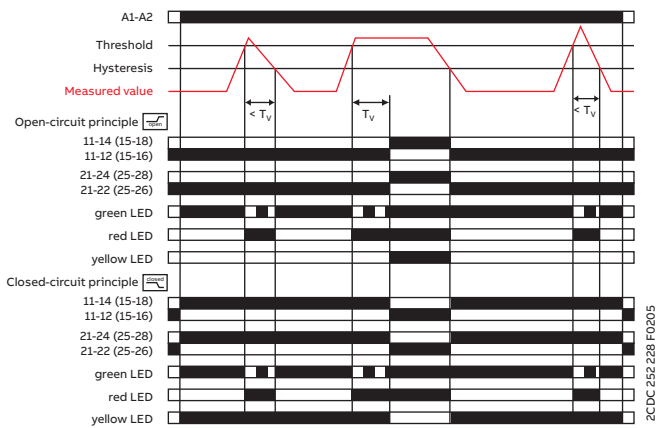 A1-A2
Threshold
Hysteresis
Measured value
< TV
TV
< TV
Open-circuit principle open
11-14 (15-18)
11-12 (15-16)
21-24 (25-28)
21-22 (25-26)
green LED
red LED
yellow LED
Closed-circuit principle closed
11-14 (15-18)
11-12 (15-16)
21-24 (25-28)
21-22 (25-26)
green LED
red LED
yellow LED
2CDC 252 228 F0205